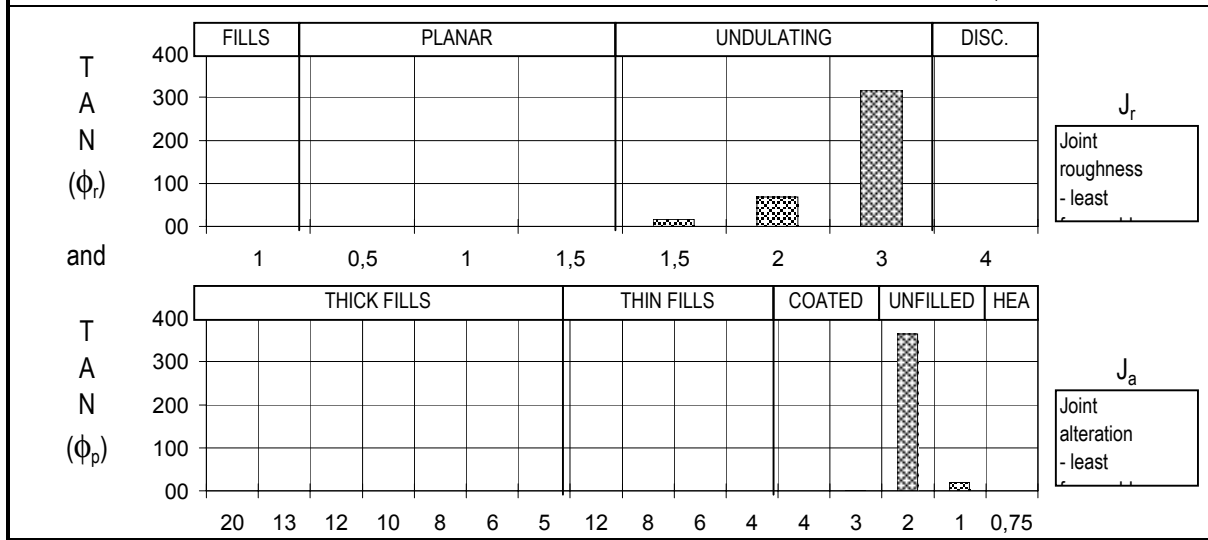 FILLS PLANAR UNDULATING DISC.
T
A
N
(ϕr)
400
300
200
100
00
Jr
Joint
roughness
- least
and 1 0,5 1 1,5 1,5 2 3 4
THICK FILLS THIN FILLS COATED UNFILLED HEA
T
A
N
(ϕp)
400
300
200
100
00
Ja
Joint
alteration
- least
20 13 12 10 8 6 5 12 8 6 4 4 3 2 1 0,75